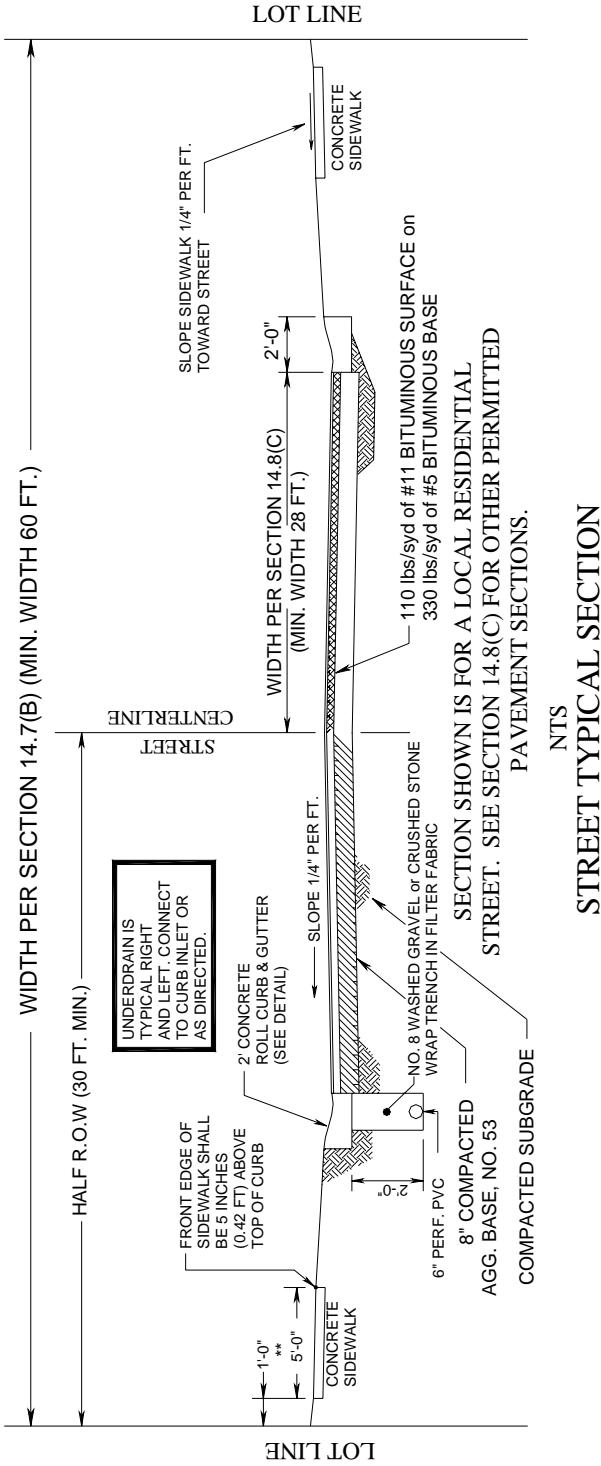 LOT LINE
WIDTH PER SECTION 14.7(B) (MIN. WIDTH 60 FT.)
HALF R.O.W (30 FT. MIN.)
STREET
CENTERLINE
UNDERDRAIN IS
TYPICAL RIGHT
AND LEFT. CONNECT
TO CURB INLET OR
AS DIRECTED.
SLOPE SIDEWALK 1/4" PER FT.
TOWARD STREET
FRONT EDGE OF
SIDEWALK SHALL
BE 5 INCHES
(0.42 FT) ABOVE
TOP OF CURB
2' CONCRETE
ROLL CURB & GUTTER
(SEE DETAIL)
SLOPE 1/4" PER FT.
WIDTH PER SECTION 14.8(C)
(MIN. WIDTH 28 FT.)
2'-0"
1'-0"
**
5'-0"
CONCRETE
SIDEWALK
CONCRETE
SIDEWALK
2'-0"
6" PERF. PVC
NO. 8 WASHED GRAVEL or CRUSHED STONE
WRAP TRENCH IN FILTER FABRIC
8" COMPACTED
AGG. BASE, NO. 53
COMPACTED SUBGRADE
110 lbs/syd of #11 BITUMINOUS SURFACE on
330 lbs/syd of #5 BITUMINOUS BASE
LOT LINE
SECTION SHOWN IS FOR A LOCAL RESIDENTIAL
STREET. SEE SECTION 14.8(C) FOR OTHER PERMITTED
PAVEMENT SECTIONS.
NTS
STREET TYPICAL SECTION